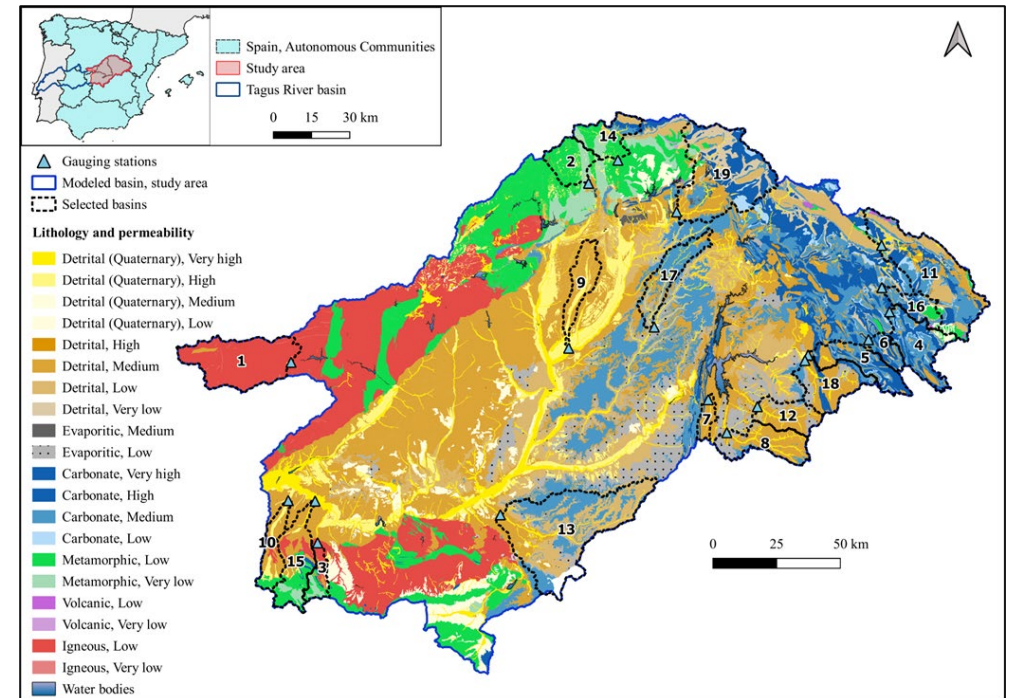 Spain, Autonomous Communities
Study area
Tagus River basin
0 15 30 km
Gauging stations
Modeled basin, study area
Selected basins
Lithology and permeability
Detrital (Quaternary), Very high
Detrital (Quaternary), High
Detrital (Quaternary), Medium
Detrital (Quaternary), Low
Detrital, High
Detrital, Medium
Detrital, Low
Detrital, Very low
Evaporitic, Medium
Evaporitic, Low
Carbonate, Very high
Carbonate, High
Carbonate, Medium
Carbonate, Low
Metamorphic, Low
Metamorphic, Very low
Volcanic, Low
Volcanic, Very low
Igneous, Low
Igneous, Very low
Water bodies
14
2
19
17
9
11
16
1
6
4
5
18
7
12
8
13
10
15
3
0 25 50 km